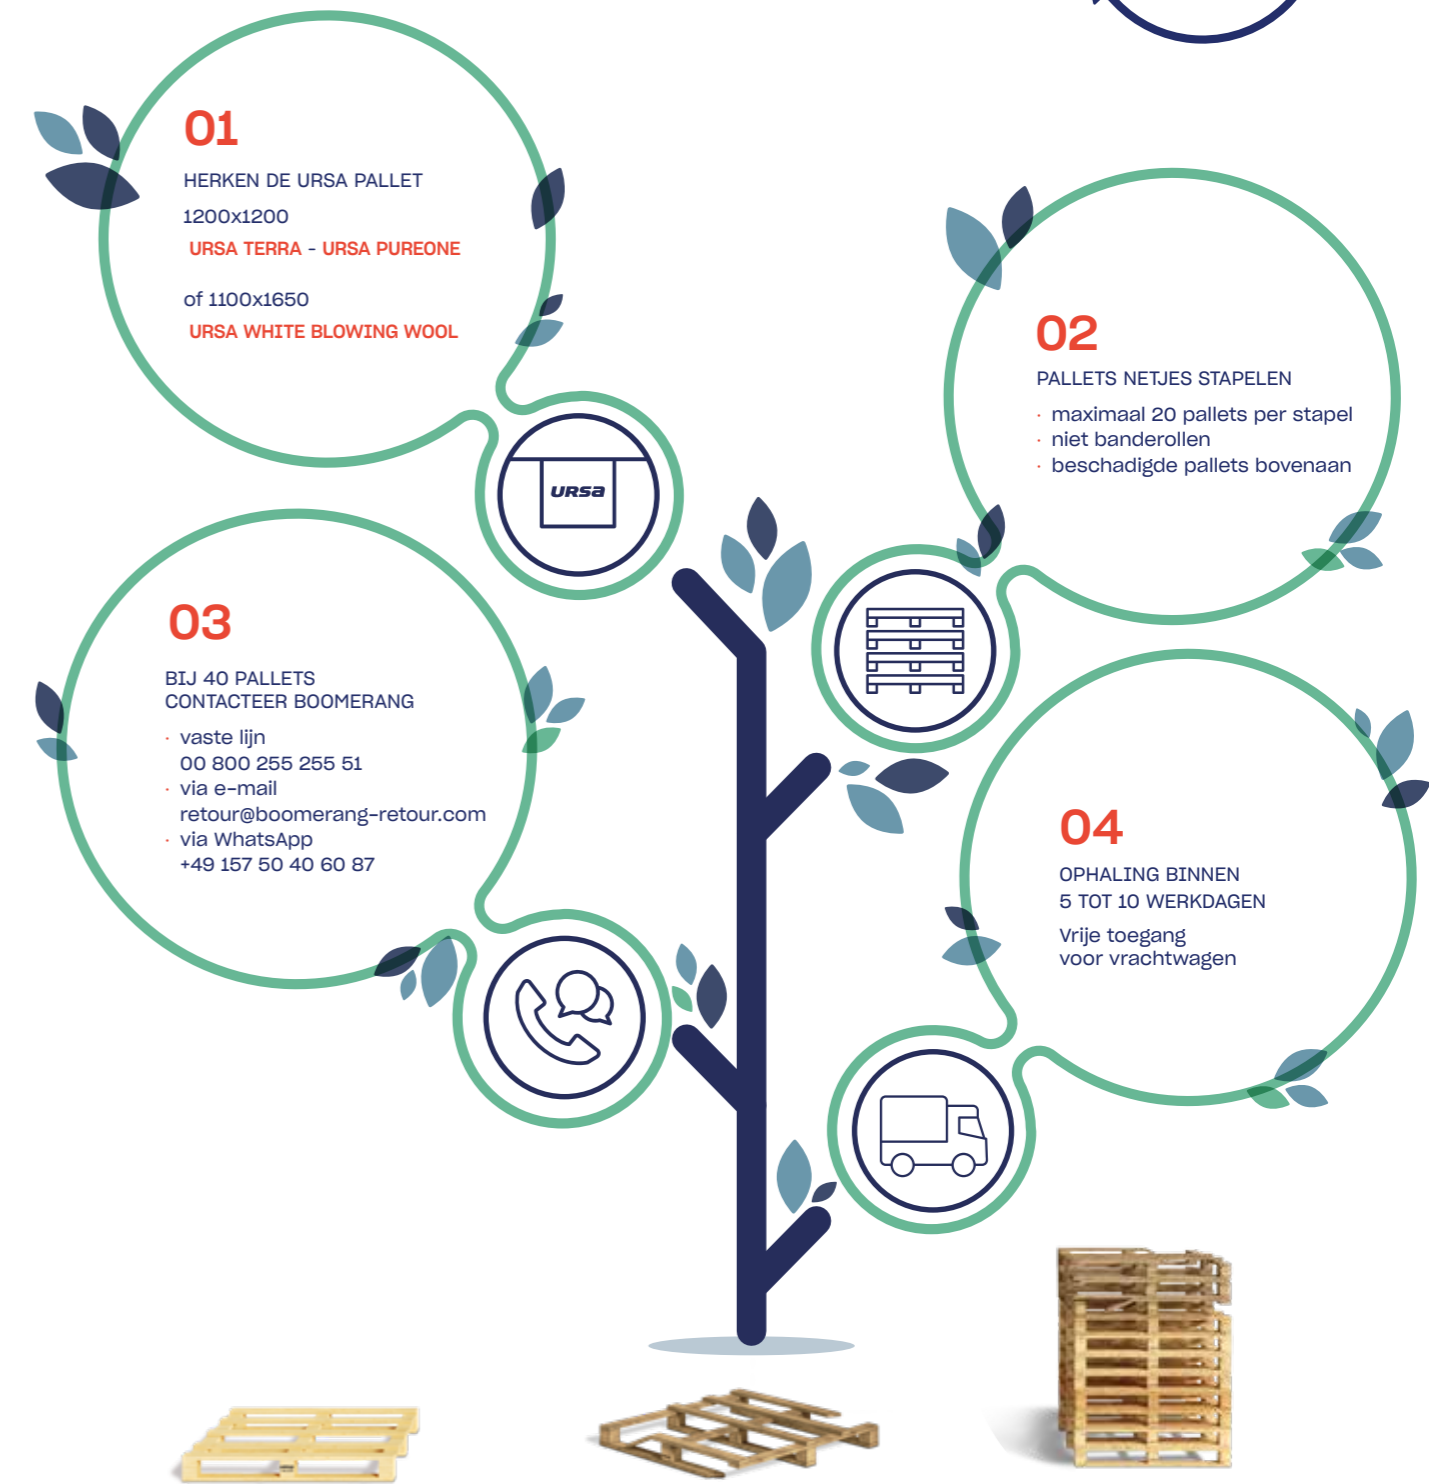 01
HERKEN DE URSA PALLET
1200x1200
URSA TERRA - URSA PUREONE
of 1100x1650
URSA WHITE BLOWING WOOL
URSA
02
PALLETS NETJES STAPELEN
· maximaal 20 pallets per stapel
· niet banderollen
· beschadigde pallets bovenaan
03
BIJ 40 PALLETS
CONTACTEER BOOMERANG
· vaste lijn
00 800 255 255 51
· via e-mail
retour@boomerang-retour.com
· via WhatsApp
+49 157 50 40 60 87
04
OPHALING BINNEN
5 TOT 10 WERKDAGEN
Vrije toegang
voor vrachtwagen